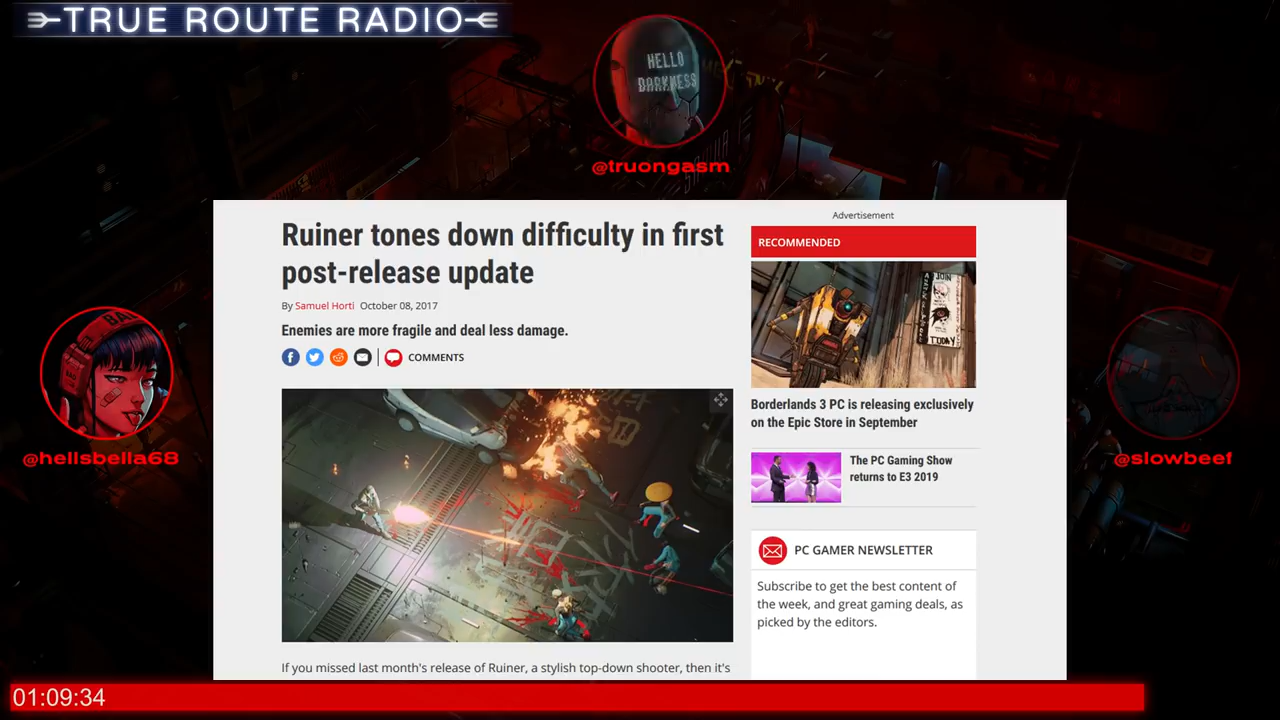 TRUE ROUTE RADIO
HELLO
DARKNESS
@truongasm
Ruiner tones down difficulty in first
post-release update
By Samuel Horti October 08, 2017
Enemies are more fragile and deal less damage.
COMMENTS
If you missed last month's release of Ruiner, a stylish top-down shooter, then it's
Advertisement
RECOMMENDED
JOIN
TODAY
Borderlands 3 PC is releasing exclusively
on the Epic Store in September
The PC Gaming Show
returns to E3 2019
PC GAMER NEWSLETTER
Subscribe to get the best content of
the week, and great gaming deals, as
picked by the editors.
@hellsbella68
@slowbeef
01:09:34